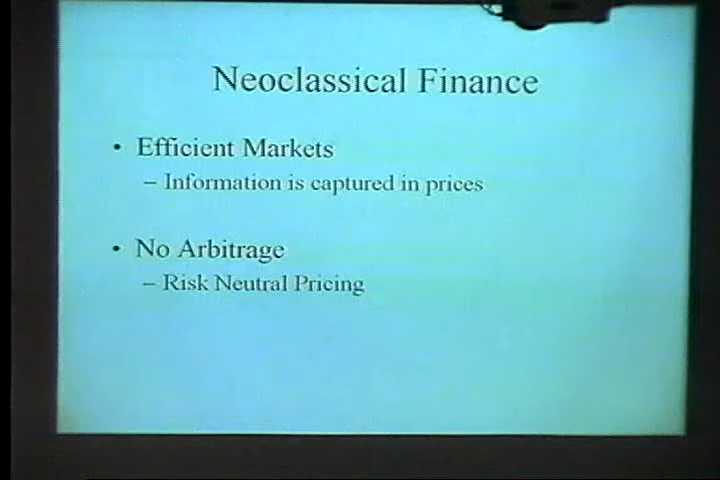 Neoclassical Finance
• Efficient Markets
– Information is captured in prices
• No Arbitrage
– Risk Neutral Pricing